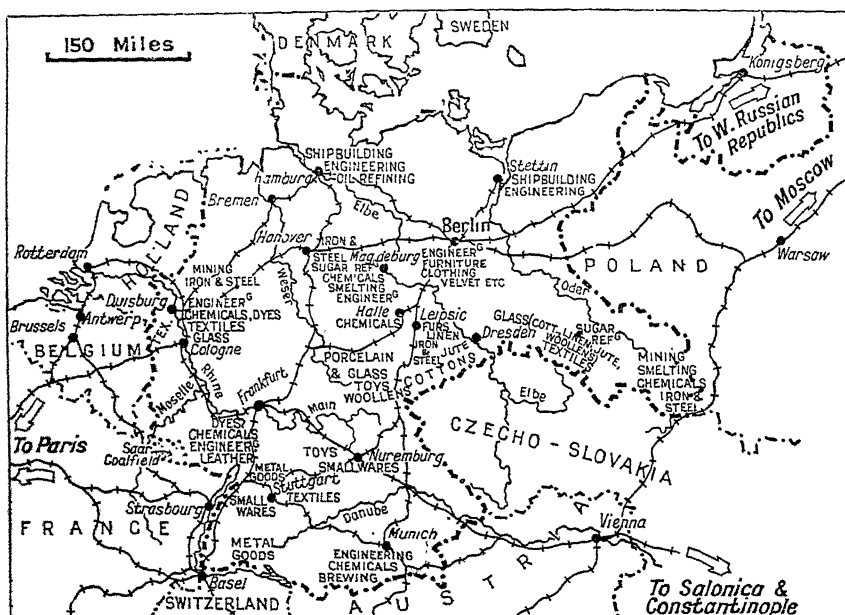 150 Miles
DENMARK
SWEDEN
Königsberg
To W. Russian
Republics
SHIPBUILDING
ENGINEERING
OIL REFINING
Hamburg
Stettin
SHIPBUILDING
ENGINEERING
Bremen
Elbe
To Moscow
HOLLAND
Hanover
IRON &
STEEL
SUGAR REFG
CHEMICALS
SMELTING
ENGINEERG
Magdeburg
Berlin
ENGINEERG
FURNITURE
CLOTHING
VELVET ETC
Warsaw
POLAND
Rotterdam
MINING
IRON & STEEL
Weser
Oder
Duisburg
ENGINEERG
CHEMICALS, DYES
TEXTILES
TEX.
Antwerp
Brussels
BELGIUM
GLASS
Cologne
Halle
CHEMICALS
Leipsic
FURS
LINEN
IRON
& STEEL
JUTE
Dresden
GLASS
COTT.
LINEN
JUTE,
WOOLLENS
TEXTILES
SUGAR
REFG
MINING
SMELTING
CHEMICALS
IRON &
STEEL
PORCELAIN
& GLASS
TOYS
WOOLLENS
COTTONS
Moselle
Rhine
Frankfurt
Main
Elbe
CZECHO-SLOVAKIA
To Paris
Saar
Coalfield
DYES
CHEMICALS
ENGINEERG
LEATHER
TOYS
SMALLWARES
Nuremburg
METAL
GOODS
Stuttgart
TEXTILES
SMALL
WARES
Strasbourg
FRANCE
Danube
Munich
ENGINEERING
CHEMICALS
BREWING
Vienna
METAL
GOODS
Basel
SWITZERLAND
AUSTRIA
To Salonica &
Constantinople